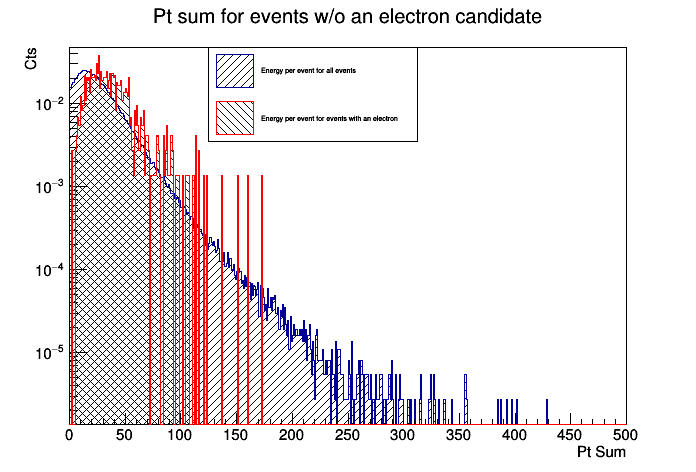 Pt sum for events w/o an electron candidate
Cts
Energy per event for all events
Energy per event for events with an electron
10⁻²
10⁻³
10⁻⁴
10⁻⁵
0 50 100 150 200 250 300 350 400 450 500
Pt Sum